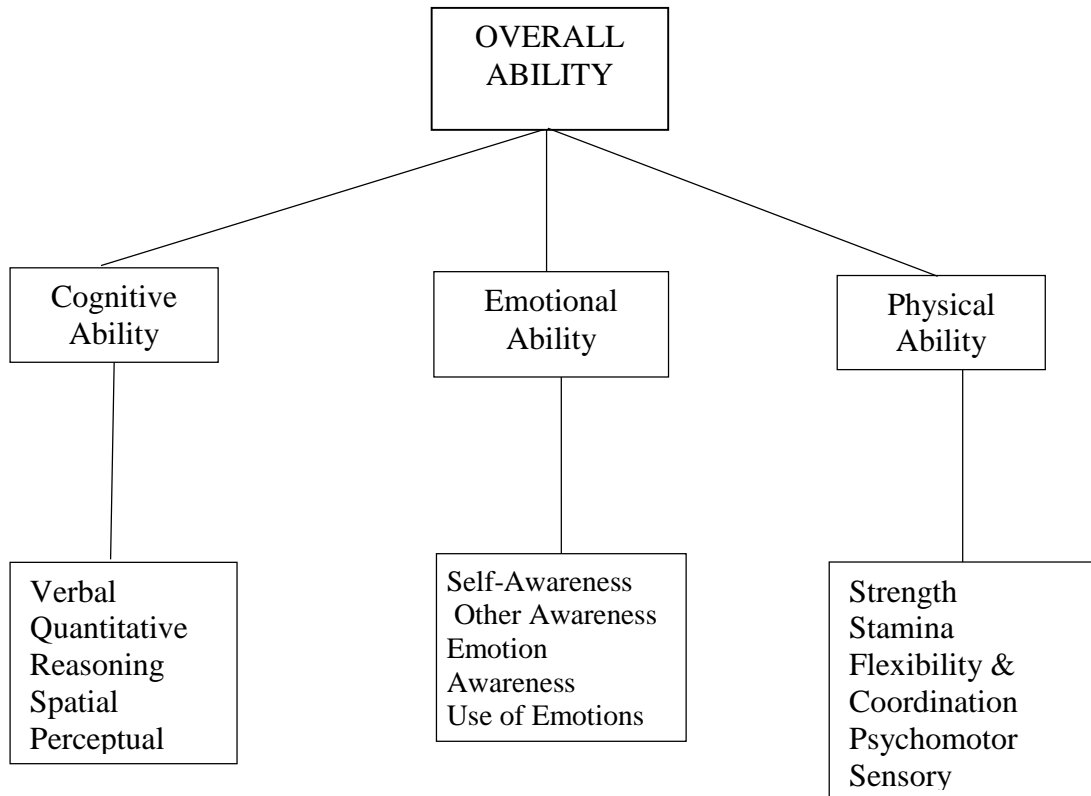 OVERALL
ABILITY
Cognitive
Ability
Emotional
Ability
Physical
Ability
Verbal
Quantitative
Reasoning
Spatial
Perceptual
Self-Awareness
Other Awareness
Emotion
Awareness
Use of Emotions
Strength
Stamina
Flexibility &
Coordination
Psychomotor
Sensory